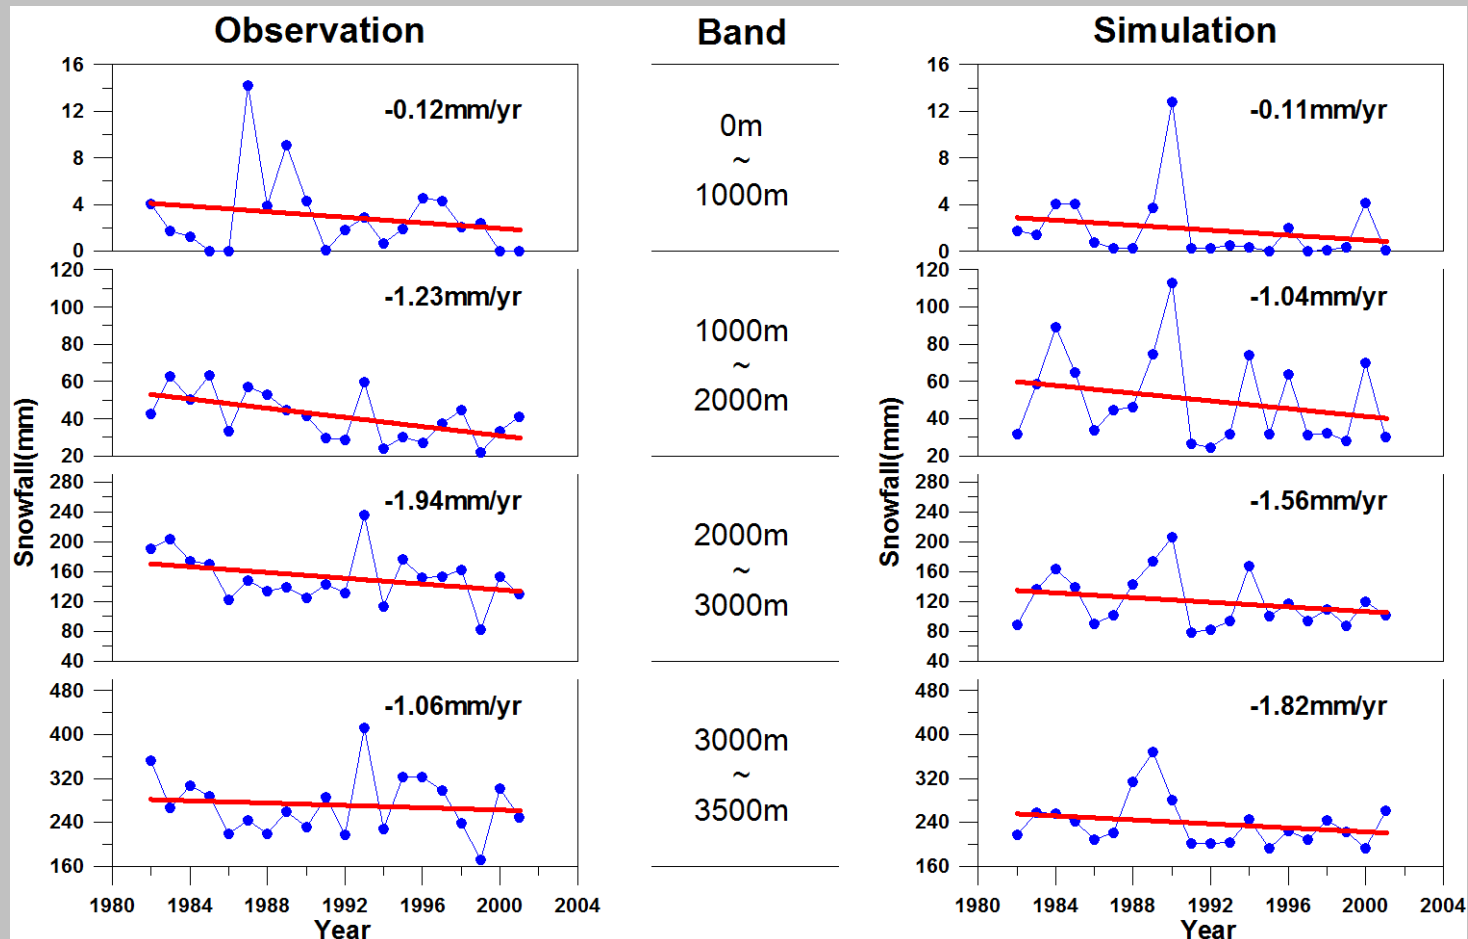 Observation Band Simulation
16
12
8
4
0
-0.12mm/yr
0m
~
1000m
16
12
8
4
0
-0.11mm/yr
120
100
80
60
40
20
-1.23mm/yr
1000m
~
2000m
120
100
80
60
40
20
-1.04mm/yr
Snowfall(mm)
280
240
200
160
120
80
40
-1.94mm/yr
2000m
~
3000m
Snowfall(mm)
280
240
200
160
120
80
40
-1.56mm/yr
480
400
320
240
160
-1.06mm/yr
3000m
~
3500m
480
400
320
240
160
-1.82mm/yr
1980 1984 1988 1992 1996 2000 2004
Year
1980 1984 1988 1992 1996 2000 2004
Year